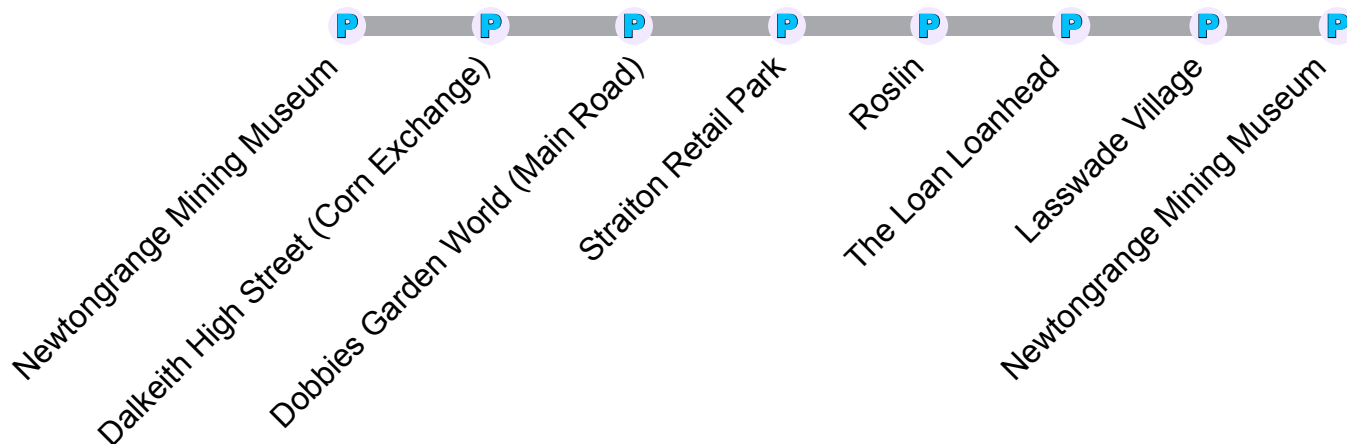 P P P P P P P P
Newtongrange Mining Museum
Dalkeith High Street (Corn Exchange)
Dobbies Garden World (Main Road)
Straiton Retail Park
Roslin
The Loan Loanhead
Lasswade Village
Newtongrange Mining Museum